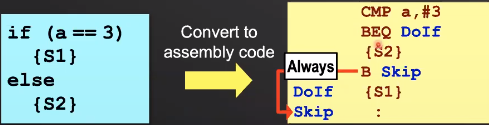 if (a == 3)
{S1}
else
{S2}
Convert to
assembly code
CMP a,#3
BEQ DoIf
{S2}
Always
B Skip
DoIf {S1}
Skip :